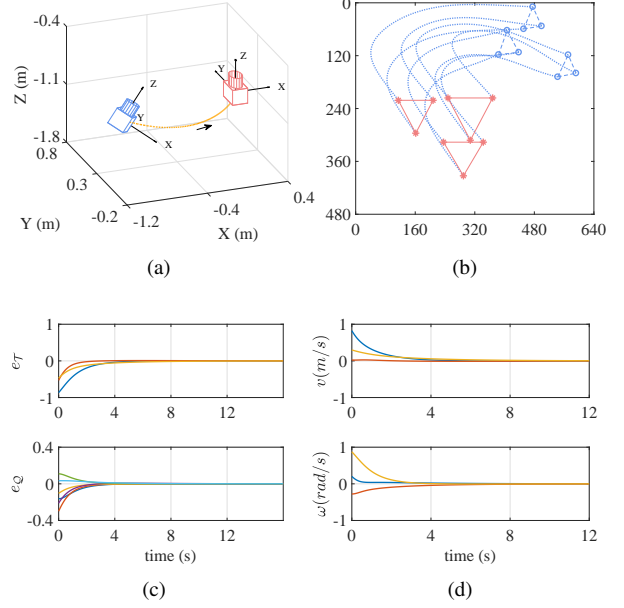 -0.4
-1.1
-1.8
Z (m)
0.8
0.3
-0.2
Y (m)
-1.2
-0.4
0.4
X (m)
Z
Y
X
Z
Y
X
(a)
0
120
240
360
480
0
160
320
480
640
(b)
1
0
-1
e_T
0
4
8
12
0.4
0
-0.4
e_Q
0
4
8
12
time (s)
(c)
1
0
-1
v(m/s)
0
4
8
12
1
0
-1
ω(rad/s)
0
4
8
12
time (s)
(d)